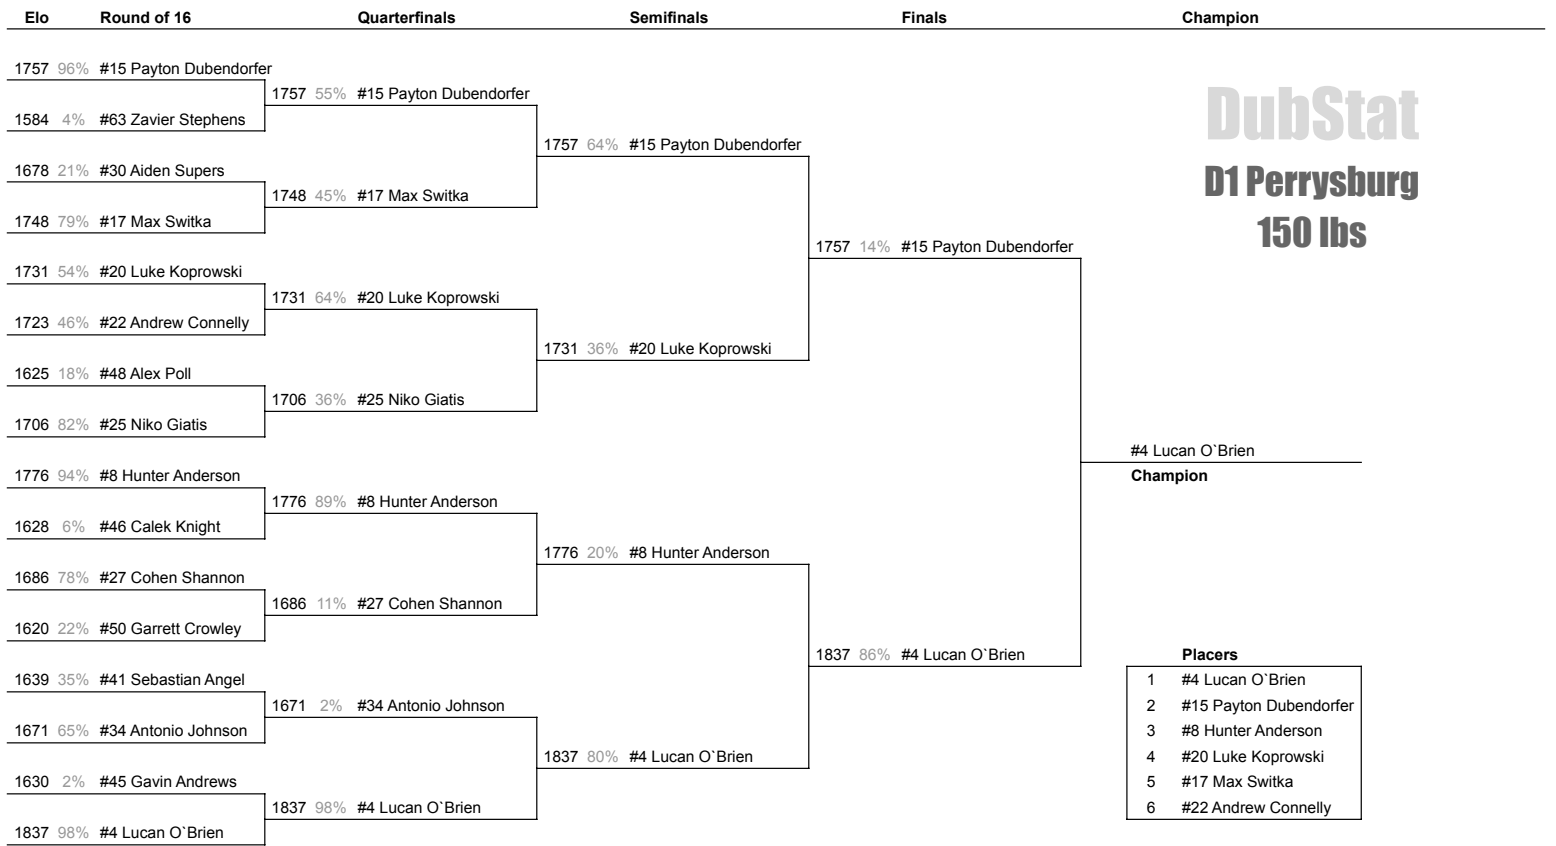 Elo Round of 16 Quarterfinals Semifinals Finals Champion
1757 96% #15 Payton Dubendorfer
1757 55% #15 Payton Dubendorfer
DubStat
1584 4% #63 Zavier Stephens
1757 64% #15 Payton Dubendorfer
1678 21% #30 Aiden Supers
D1 Perrysburg
1748 45% #17 Max Switka
1748 79% #17 Max Switka
150 lbs
1757 14% #15 Payton Dubendorfer
1731 54% #20 Luke Koprowski
1731 64% #20 Luke Koprowski
1723 46% #22 Andrew Connelly
1731 36% #20 Luke Koprowski
1625 18% #48 Alex Poll
1706 36% #25 Niko Giatis
1706 82% #25 Niko Giatis
#4 Lucan O`Brien
1776 94% #8 Hunter Anderson
Champion
1776 89% #8 Hunter Anderson
1628 6% #46 Calek Knight
1776 20% #8 Hunter Anderson
1686 78% #27 Cohen Shannon
1686 11% #27 Cohen Shannon
1620 22% #50 Garrett Crowley
1837 86% #4 Lucan O`Brien
Placers
1639 35% #41 Sebastian Angel
1 #4 Lucan O`Brien
1671 2% #34 Antonio Johnson
2 #15 Payton Dubendorfer
1671 65% #34 Antonio Johnson
3 #8 Hunter Anderson
1837 80% #4 Lucan O`Brien
4 #20 Luke Koprowski
1630 2% #45 Gavin Andrews
5 #17 Max Switka
1837 98% #4 Lucan O`Brien
6 #22 Andrew Connelly
1837 98% #4 Lucan O`Brien